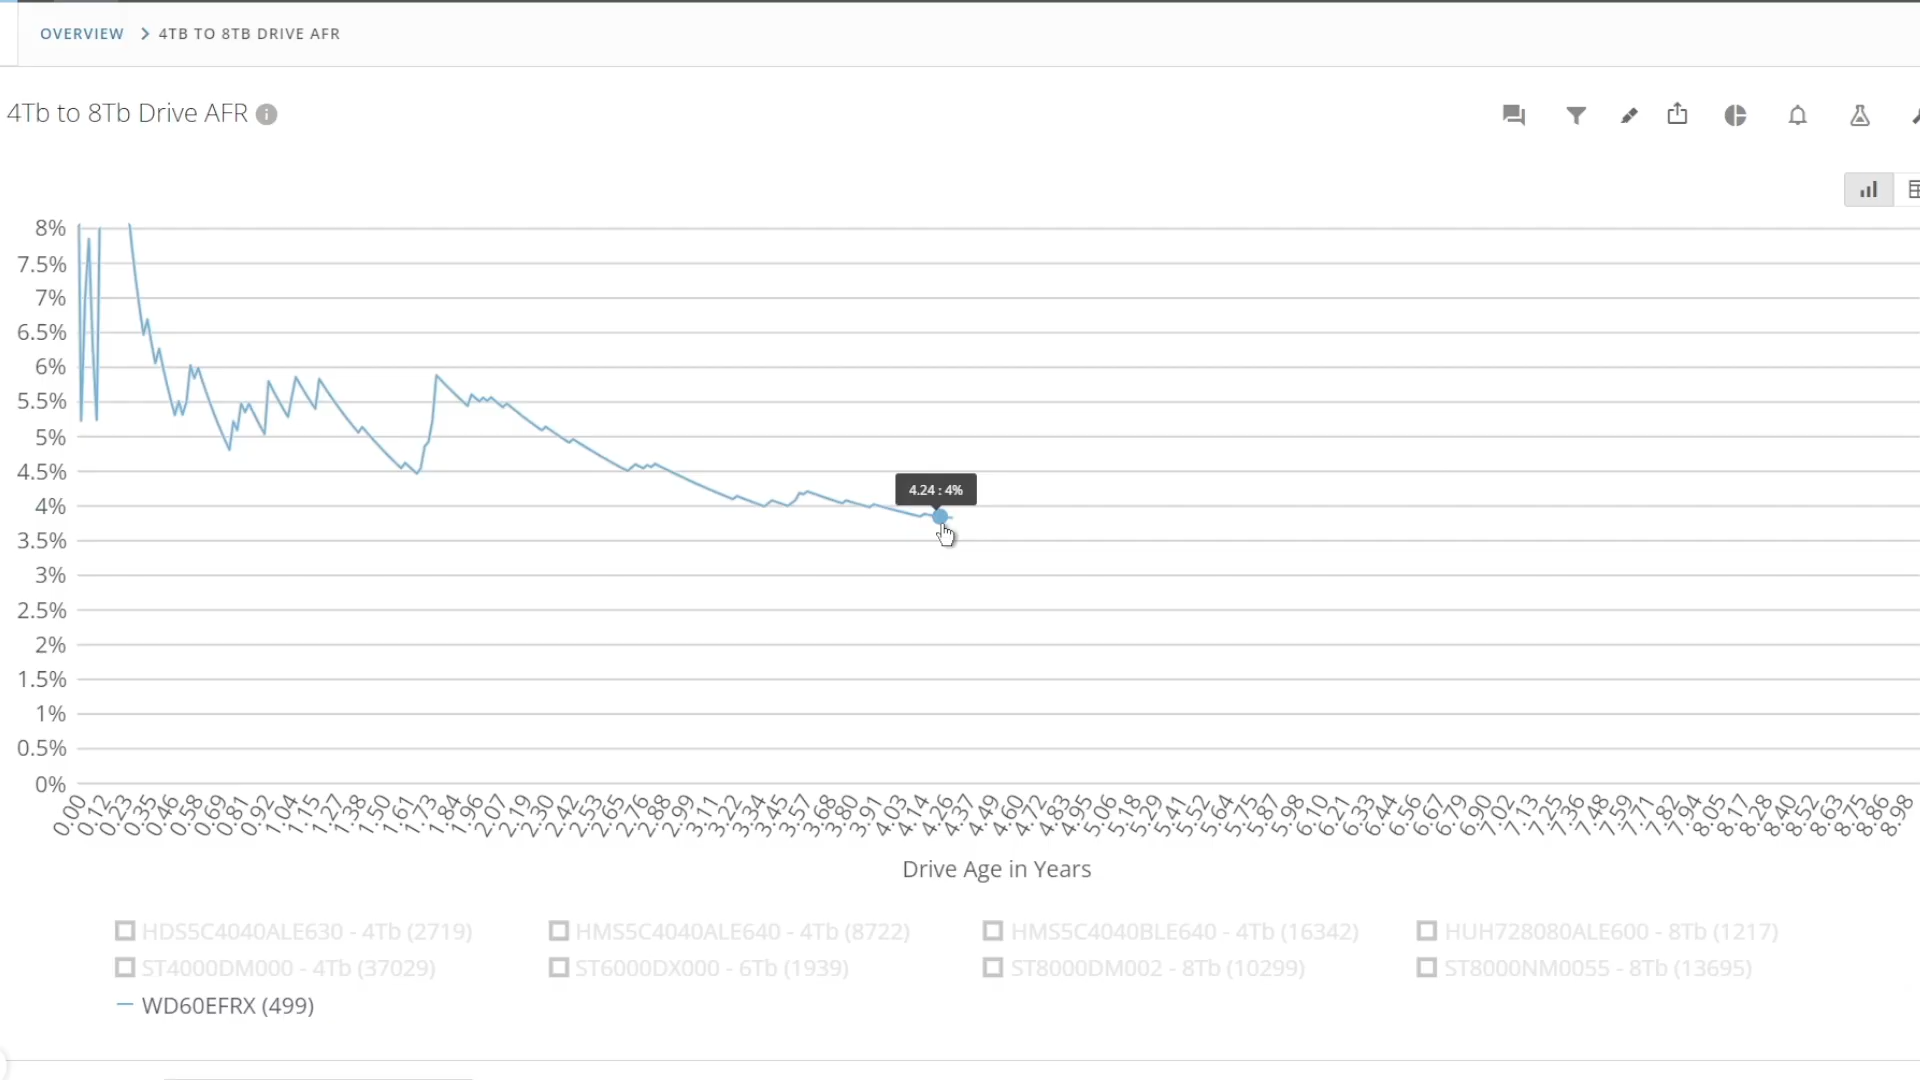 OVERVIEW > 4TB TO 8TB DRIVE AFR
4Tb to 8Tb Drive AFR
8%
7.5%
7%
6.5%
6%
5.5%
5%
4.5%
4%
3.5%
3%
2.5%
2%
1.5%
1%
0.5%
0%
4.24 : 4%
0.00 0.12 0.23 0.35 0.46 0.58 0.69 0.81 0.92 1.04 1.15 1.27 1.38 1.50 1.61 1.73 1.84 1.96 2.07 2.19 2.30 2.42 2.53 2.65 2.76 2.88 2.99 3.11 3.22 3.34 3.45 3.57 3.68 3.80 3.91 4.03 4.14 4.26 4.37 4.49 4.60 4.72 4.83 4.95 5.06 5.18 5.29 5.41 5.52 5.64 5.75 5.87 5.98 6.10 6.21 6.33 6.44 6.56 6.67 6.79 6.90 7.02 7.13 7.25 7.36 7.48 7.59 7.71 7.82 7.94 8.05 8.17 8.28 8.40 8.52 8.63 8.75 8.86 8.98
Drive Age in Years
HDS5C4040ALE630 - 4Tb (2719) HMS5C4040ALE640 - 4Tb (8722) HMS5C4040BLE640 - 4Tb (16342) HUH728080ALE600 - 8Tb (1217)
ST4000DM000 - 4Tb (37029) ST6000DX000 - 6Tb (1939) ST8000DM002 - 8Tb (10299) ST8000NM0055 - 8Tb (13695)
WD60EFRX (499)